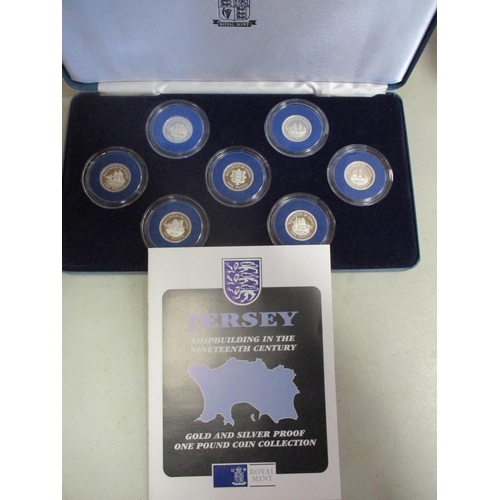 ROYAL MINT
JERSEY
SHIPBUILDING IN THE
NINETEENTH CENTURY
GOLD AND SILVER PROOF
ONE POUND COIN COLLECTION
ROYAL
MINT